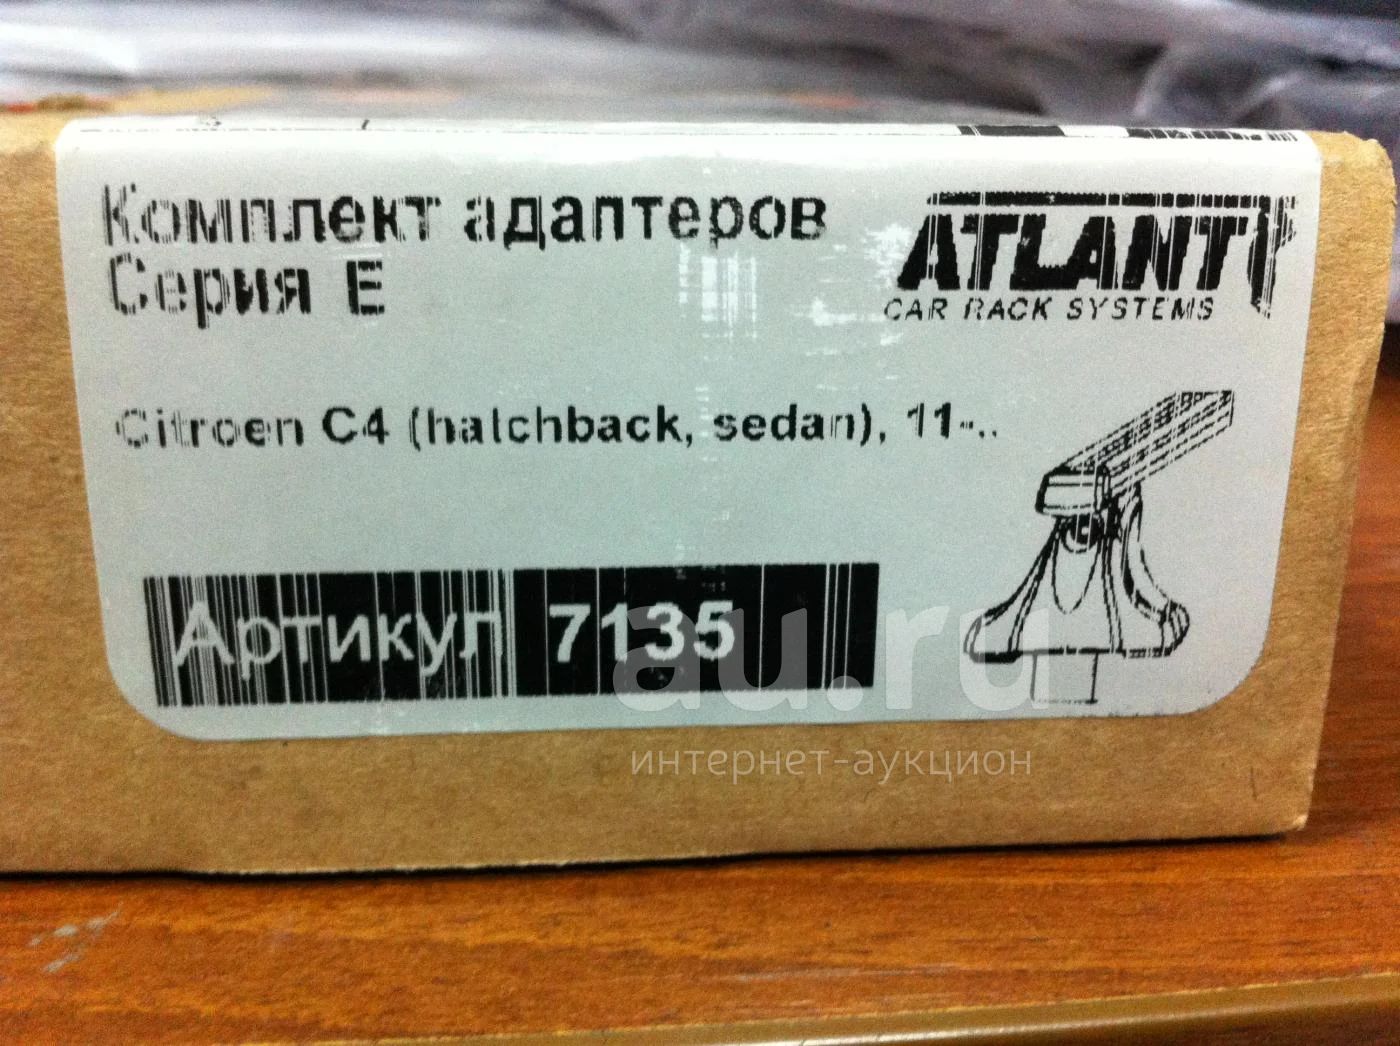 Комплект адаптеров
Серия Е
ATLANT
CAR RACK SYSTEMS
Citroen C4 (hatchback, sedan), 11-..
Артикул 7135
au.ru
интернет-аукцион